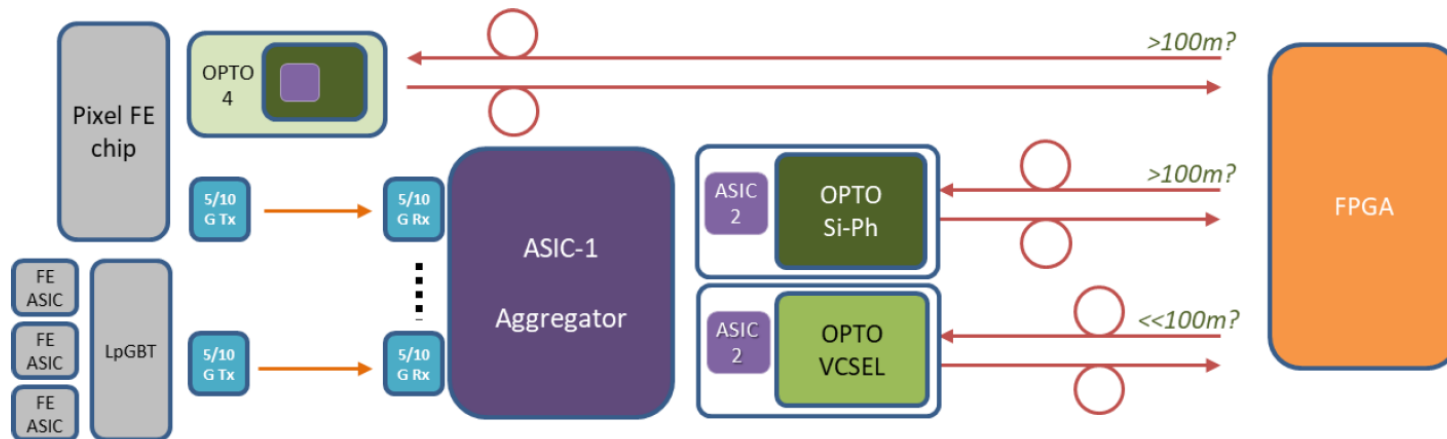 OPTO
4
>100m?
Pixel FE
chip
5/10
G Tx
5/10
G Rx
ASIC-1
Aggregator
ASIC
2
OPTO
Si-Ph
>100m?
FPGA
FE
ASIC
FE
ASIC
FE
ASIC
LpGBT
5/10
G Tx
5/10
G Rx
ASIC
2
OPTO
VCSEL
<<100m?